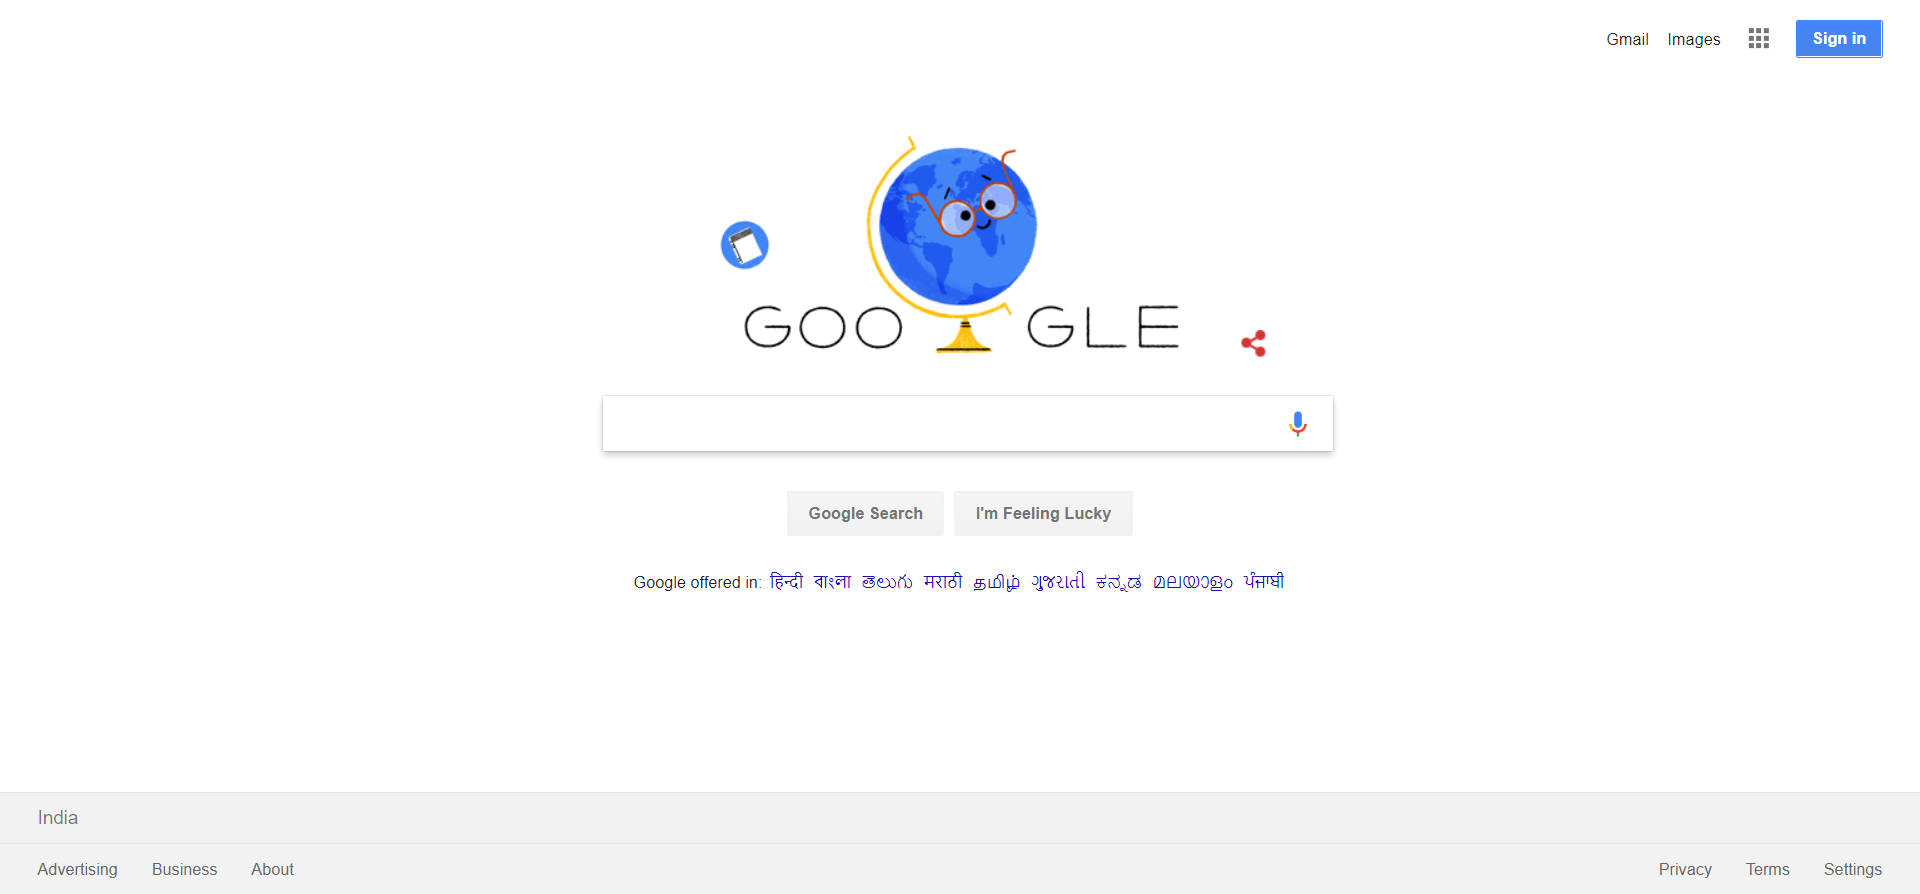 Gmail Images Sign in
GOO GLE
Google Search I'm Feeling Lucky
Google offered in: हिन्दी বাংলা తెలుగు मराठी தமிழ் ગુજરાતી ಕನ್ನಡ മലയാളം ਪੰਜਾਬੀ
India
Advertising Business About Privacy Terms Settings